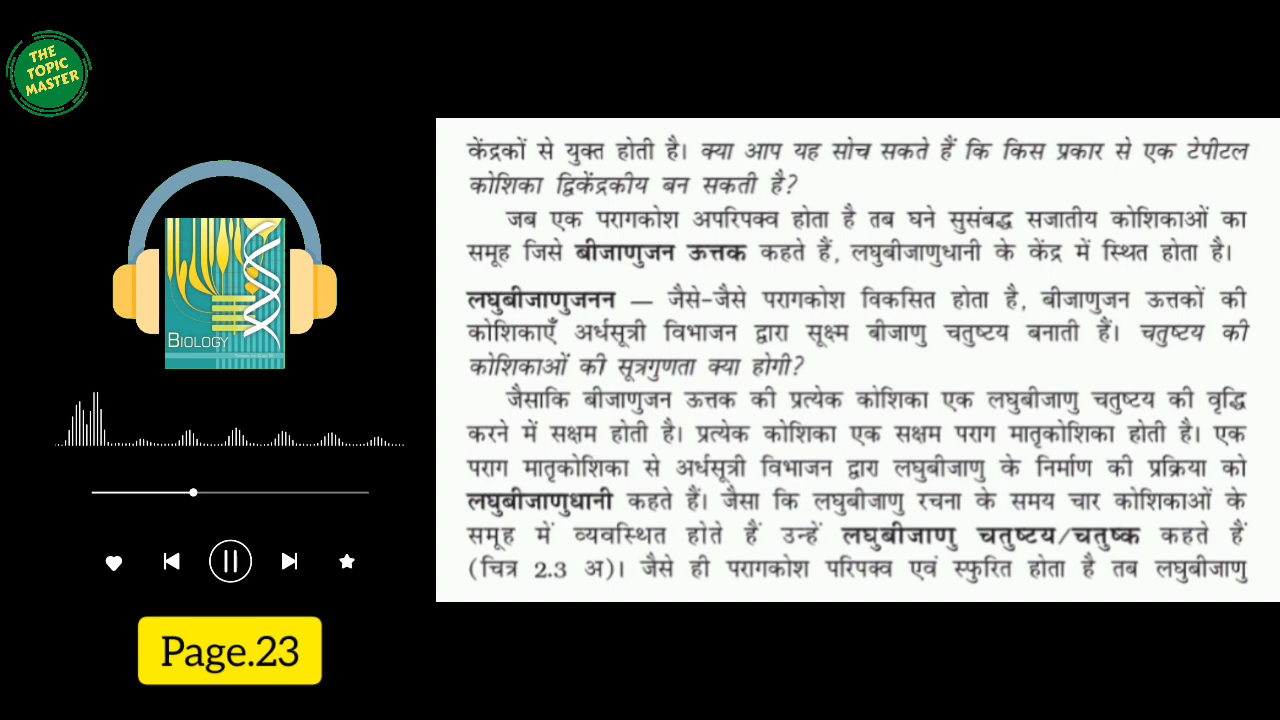 THE
TOPIC
MASTER
BIOLOGY
Page.23
केंद्रकों से युक्त होती है। क्या आप यह सोच सकते हैं कि किस प्रकार से एक टेपीटल
कोशिका द्विकेंद्रकीय बन सकती है?
जब एक परागकोश अपरिपक्व होता है तब घने सुसंबद्ध सजातीय कोशिकाओं का
समूह जिसे बीजाणुजन ऊत्तक कहते हैं, लघुबीजाणुधानी के केंद्र में स्थित होता है।
लघुबीजाणुजनन — जैसे-जैसे परागकोश विकसित होता है, बीजाणुजन ऊत्तकों की
कोशिकाएँ अर्धसूत्री विभाजन द्वारा सूक्ष्म बीजाणु चतुष्टय बनाती हैं। चतुष्टय की
कोशिकाओं की सूत्रगुणता क्या होगी?
जैसाकि बीजाणुजन ऊत्तक की प्रत्येक कोशिका एक लघुबीजाणु चतुष्टय की वृद्धि
करने में सक्षम होती है। प्रत्येक कोशिका एक सक्षम पराग मातृकोशिका होती है। एक
पराग मातृकोशिका से अर्धसूत्री विभाजन द्वारा लघुबीजाणु के निर्माण की प्रक्रिया को
लघुबीजाणुधानी कहते हैं। जैसा कि लघुबीजाणु रचना के समय चार कोशिकाओं के
समूह में व्यवस्थित होते हैं उन्हें लघुबीजाणु चतुष्टय/चतुष्क कहते हैं
(चित्र 2.3 अ)। जैसे ही परागकोश परिपक्व एवं स्फुरित होता है तब लघुबीजाणु